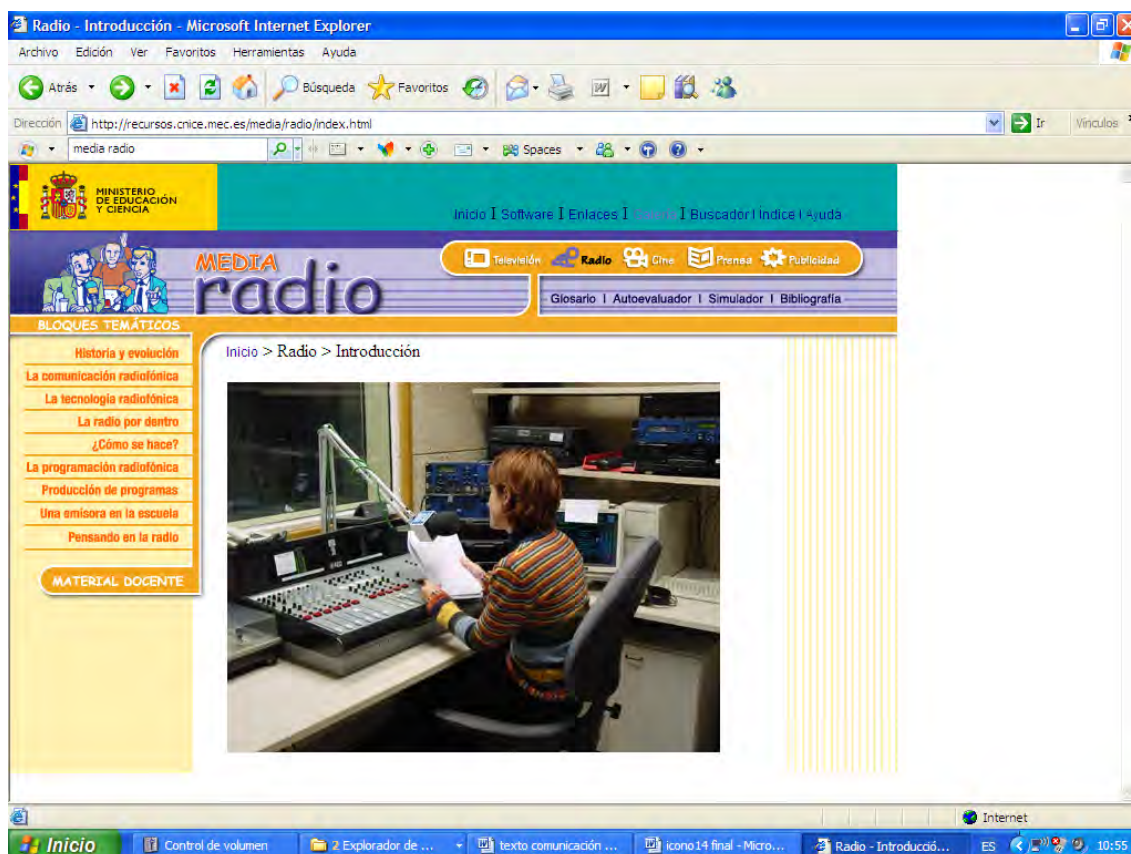 Radio - Introducción - Microsoft Internet Explorer
Archivo Edición Ver Favoritos Herramientas Ayuda
Atrás Búsqueda Favoritos
Dirección http://recursos.cnice.mec.es/media/radio/index.html Ir Vínculos
media radio Spaces
MINISTERIO
DE EDUCACIÓN
Y CIENCIA
Inicio I Software I Enlaces I I Buscador I Índice I Ayuda
MEDIA
radio
Televisión Radio Cine Prensa Publicidad
Glosario I Autoevaluador I Simulador I Bibliografía
BLOQUES TEMÁTICOS
Inicio > Radio > Introducción
Historia y evolución
La comunicación radiofónica
La tecnología radiofónica
La radio por dentro
¿Cómo se hace?
La programación radiofónica
Producción de programas
Una emisora en la escuela
Pensando en la radio
MATERIAL DOCENTE
Internet
Inicio Control de volumen 2 Explorador de ... texto comunicación ... icono14 final - Micro... Radio - Introducció... ES 10:55